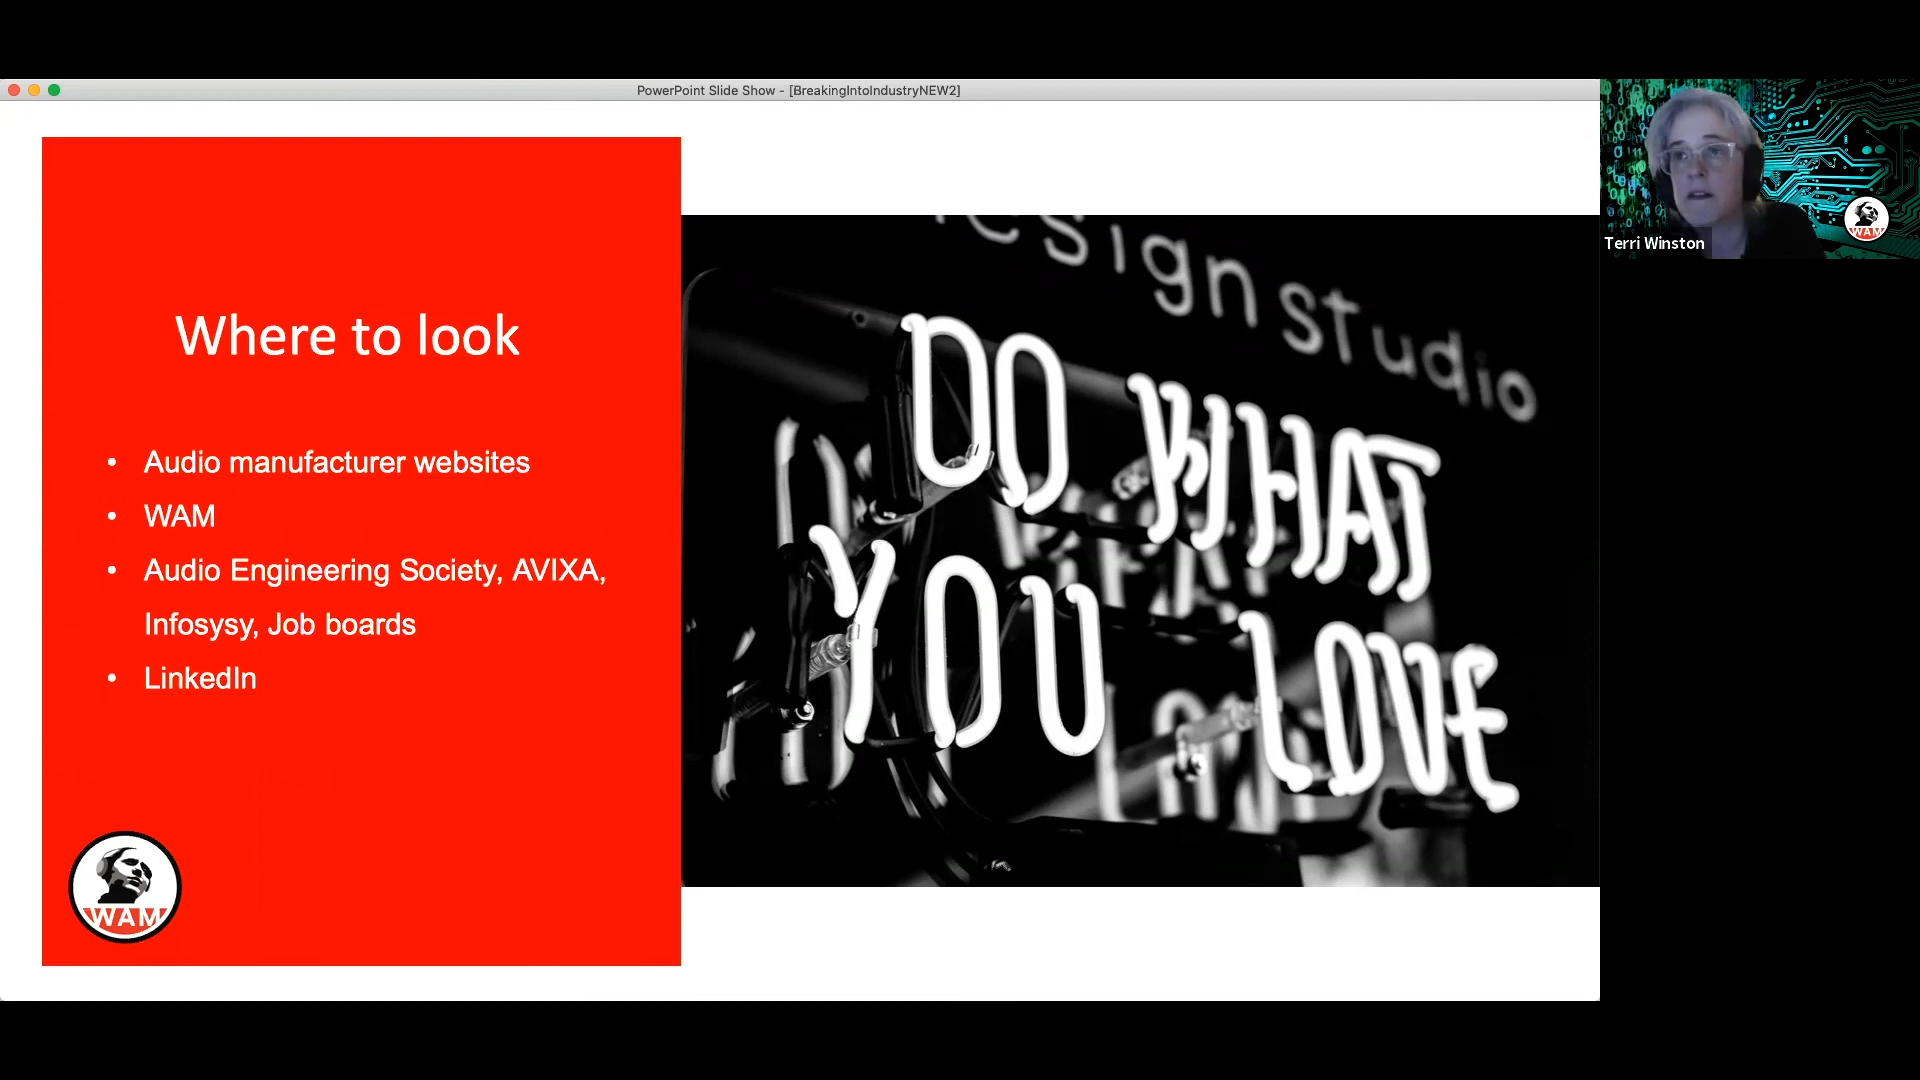 PowerPoint Slide Show - [BreakingIntoIndustryNEW2]
Where to look
• Audio manufacturer websites
• WAM
• Audio Engineering Society, AVIXA,
Infosysy, Job boards
• LinkedIn
WAM
studio
DO WHAT
YOU LOVE
Terri Winston
WAM